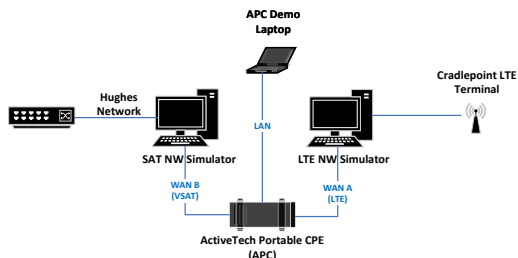 APC Demo
Laptop
Hughes
Network
Cradlepoint LTE
Terminal
LAN
SAT NW Simulator
LTE NW Simulator
WAN B
(VSAT)
WAN A
(LTE)
ActiveTech Portable CPE
(APC)